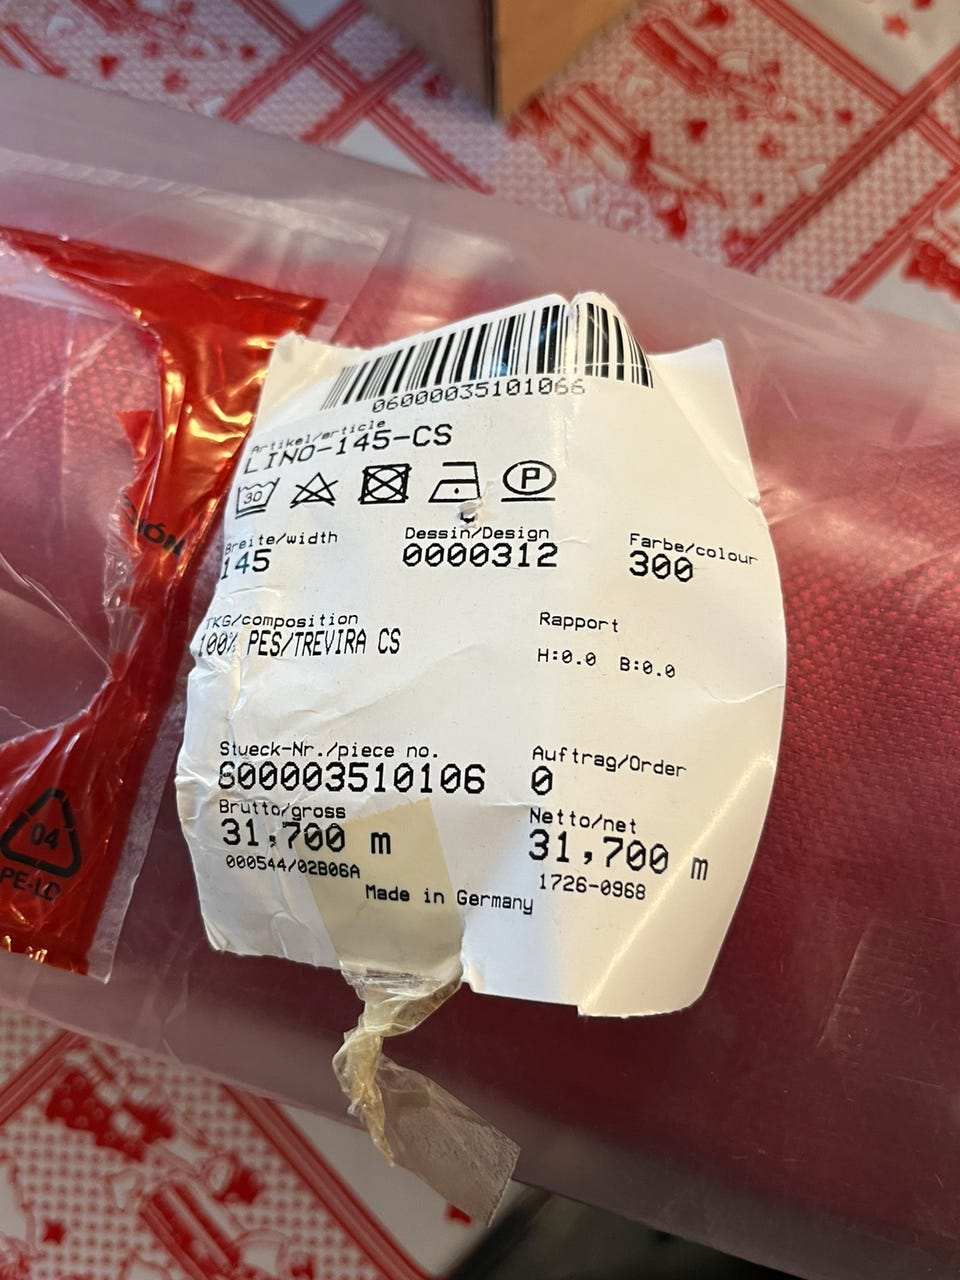 0600003510106б
Artikel/article
LINO-145-CS
30
P
Breite/width
145
Dessin/Design
0000312
Farbe/colour
300
TKG/composition
100% PES/TREVIRA CS
Rapport
H:0.0 B:0.0
Stueck-Nr./piece no.
600003510106
Auftrag/Order
0
Brutto/gross
31,700 m
000544/02B06A
Netto/net
31,700 m
1726-0968
Made in Germany
04
PE-LD